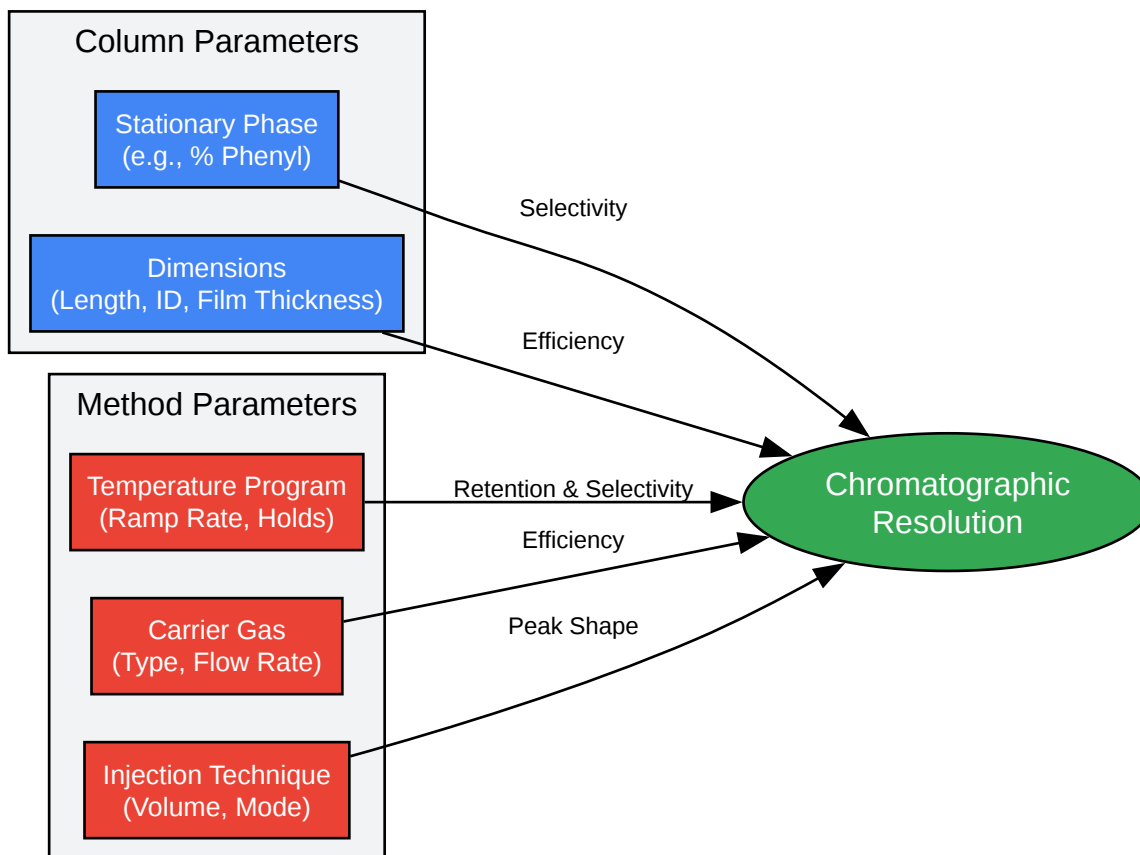 Column Parameters
Stationary Phase
(e.g., % Phenyl)
Dimensions
(Length, ID, Film Thickness)
Selectivity
Efficiency
Method Parameters
Temperature Program
(Ramp Rate, Holds)
Retention & Selectivity
Carrier Gas
(Type, Flow Rate)
Efficiency
Injection Technique
(Volume, Mode)
Peak Shape
Chromatographic
Resolution